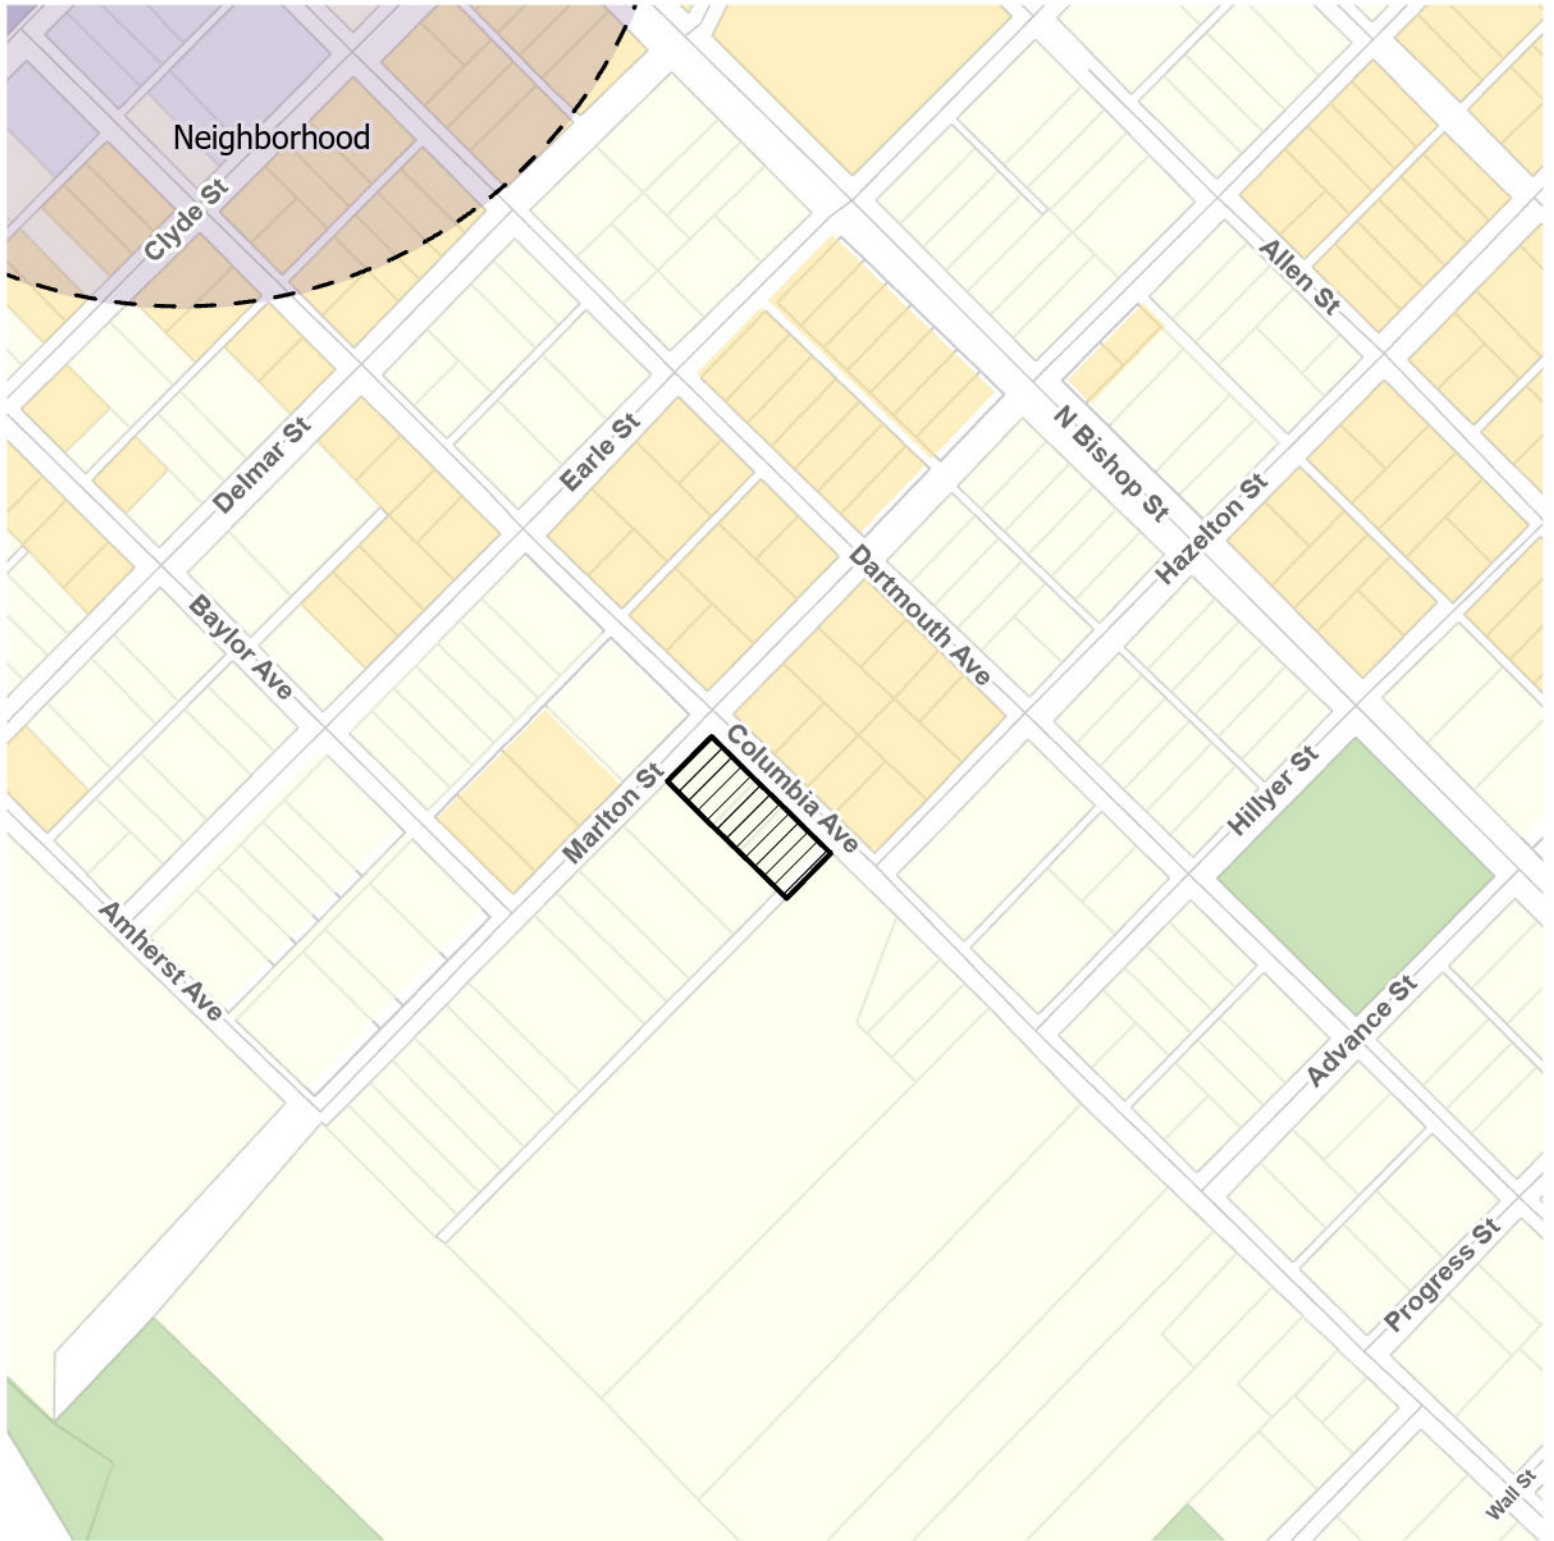 Neighborhood
Clyde St
Allen St
Delmar St
Earle St
N Bishop St
Hazelton St
Dartmouth Ave
Baylor Ave
Columbia Ave
Marlton St
Hillyer St
Amherst Ave
Advance St
Progress St
Wall St